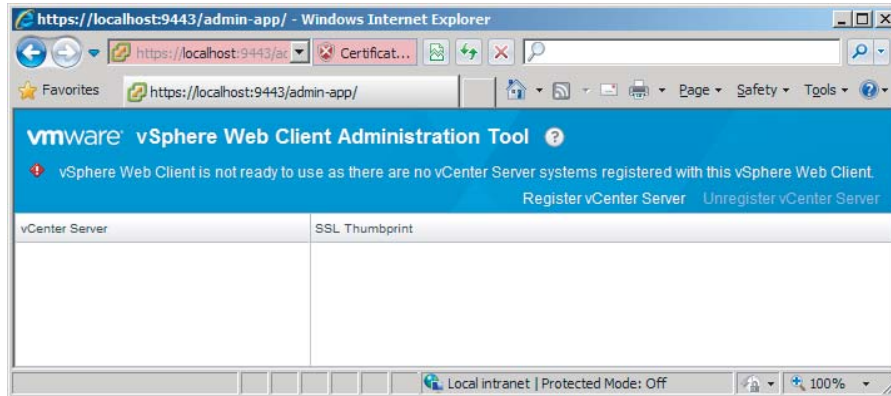 https://localhost:9443/admin-app/ - Windows Internet Explorer
https://localhost:9443/ac Certificat...
Favorites https://localhost:9443/admin-app/ Page Safety Tools
vmware vSphere Web Client Administration Tool ?
vSphere Web Client is not ready to use as there are no vCenter Server systems registered with this vSphere Web Client.
Register vCenter Server Unregister vCenter Server
vCenter Server SSL Thumbprint
Local intranet | Protected Mode: Off 100%